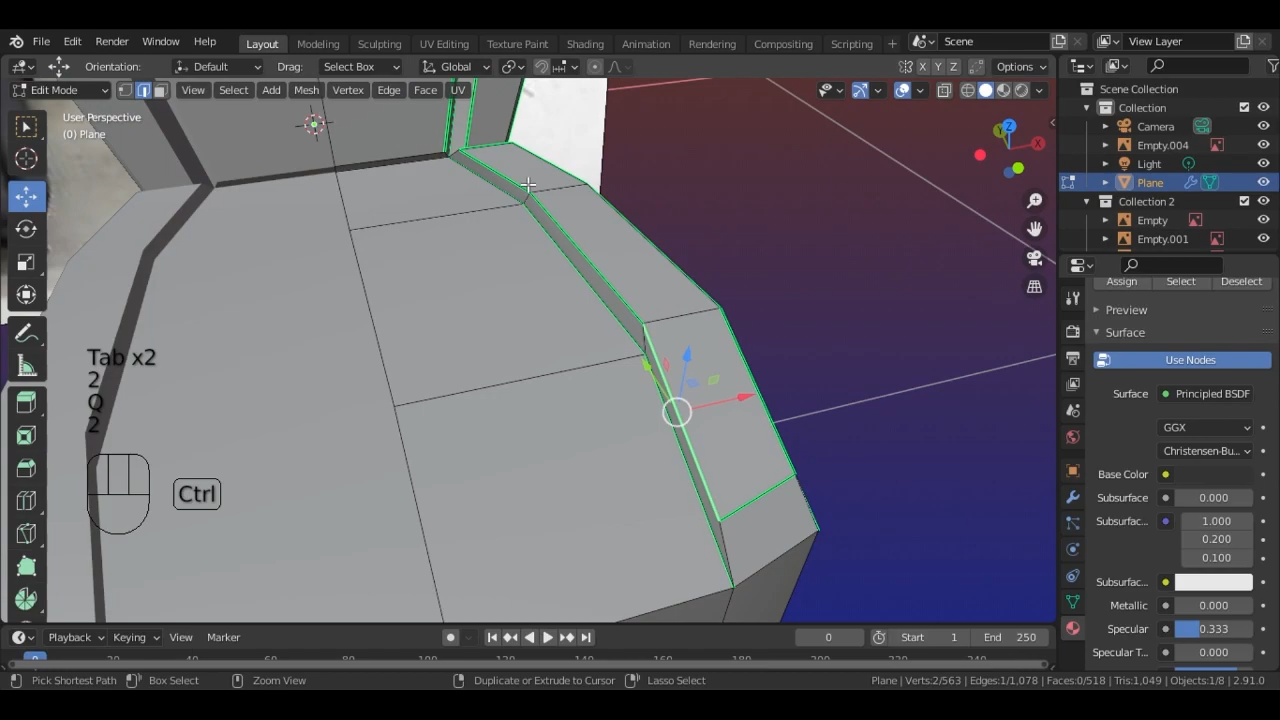 File Edit Render Window Help Layout Modeling Sculpting UV Editing Texture Paint Shading Animation Rendering Compositing Scripting + Scene View Layer
Orientation: Default Drag: Select Box Global X Y Z Options
Edit Mode View Select Add Mesh Vertex Edge Face UV
User Perspective
(0) Plane
Z
X
Y
Tab x2
2
Q
2
Ctrl
Scene Collection
Collection
Camera
Empty.004
Light
Plane
Collection 2
Empty
Empty.001
Assign Select Deselect
Preview
Surface
Use Nodes
Surface Principled BSDF
GGX
Christensen-Bu...
Base Color
Subsurface 0.000
Subsurfac... 1.000
0.200
0.100
Subsurfac...
Metallic 0.000
Specular 0.333
Specular T... 0.000
Playback Keying View Marker 0 Start 1 End 250
0
Pick Shortest Path Box Select Zoom View Duplicate or Extrude to Cursor Lasso Select Plane | Verts:2/563 | Edges:1/1,078 | Faces:0/518 | Tris:1,049 | Objects:1/8 | 2.91.0